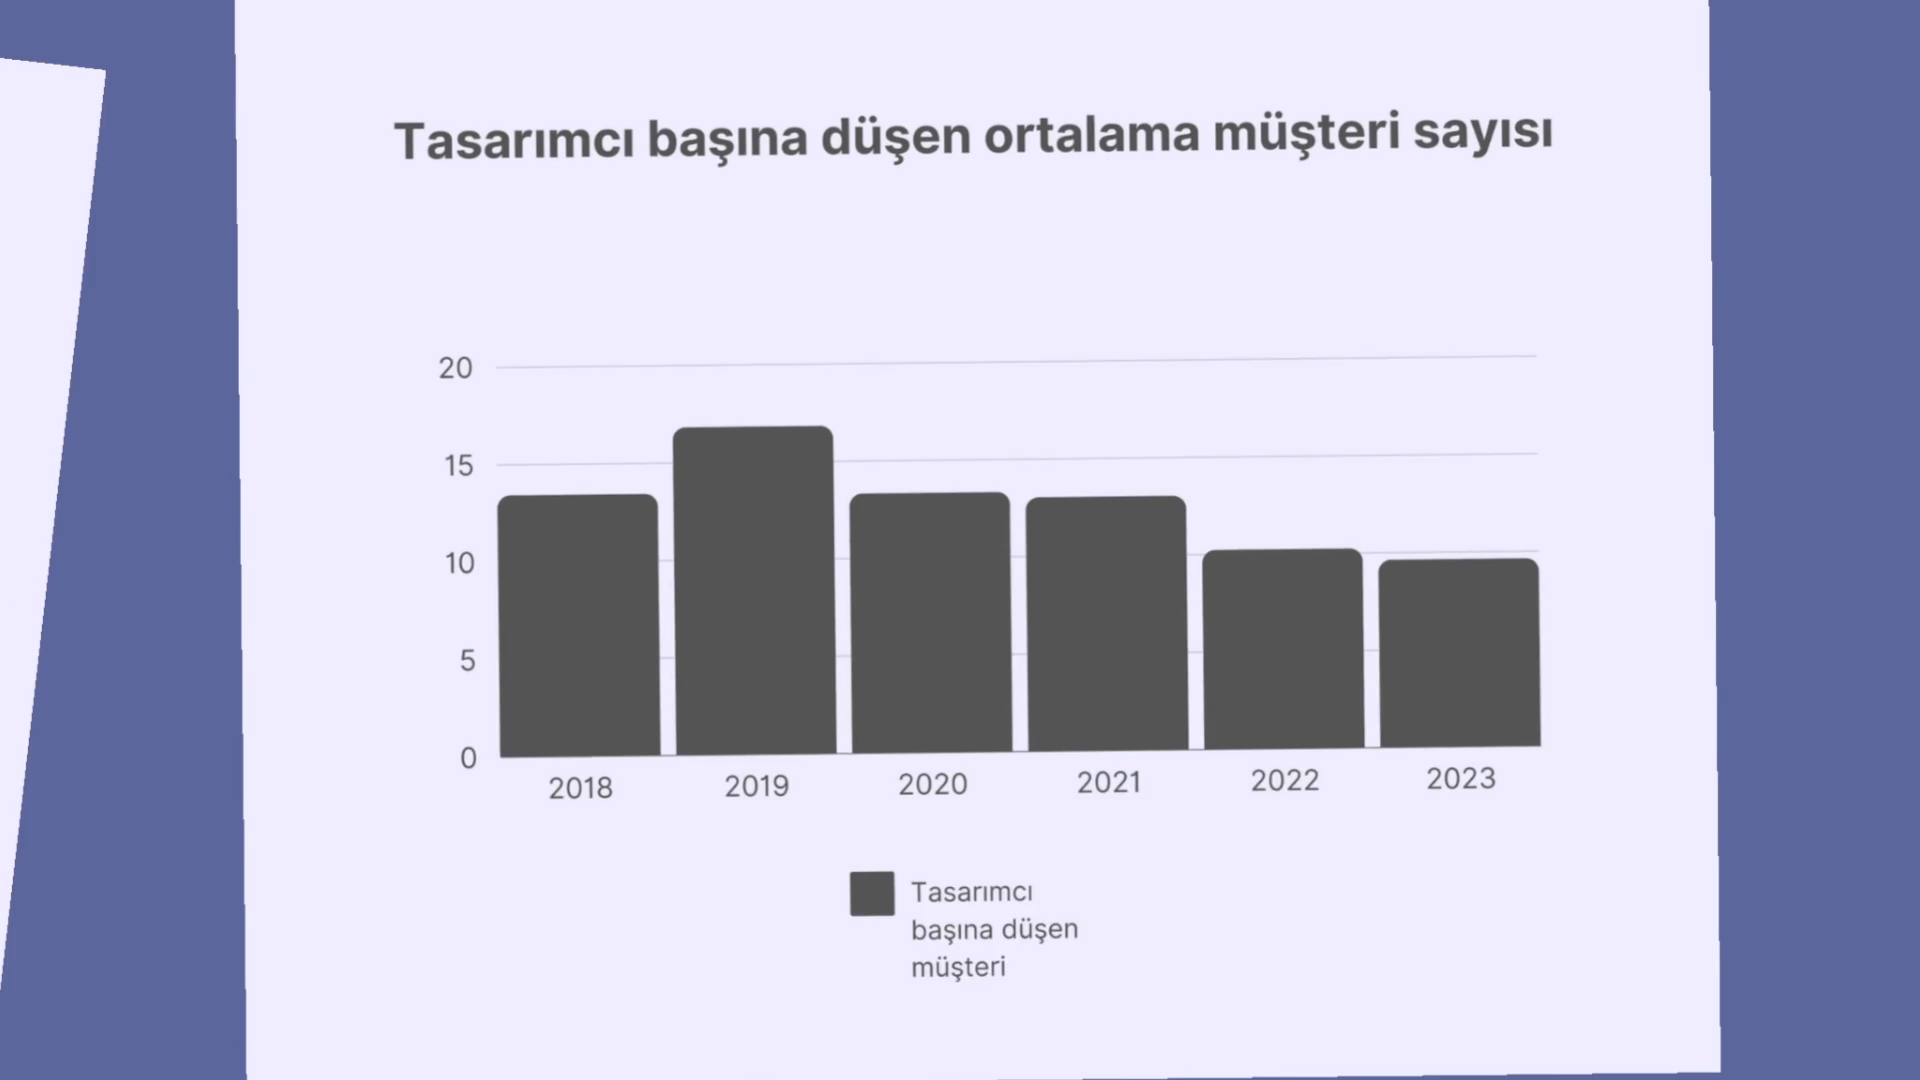 Tasarımcı başına düşen ortalama müşteri sayısı
20
15
10
5
0
2018 2019 2020 2021 2022 2023
Tasarımcı
başına düşen
müşteri